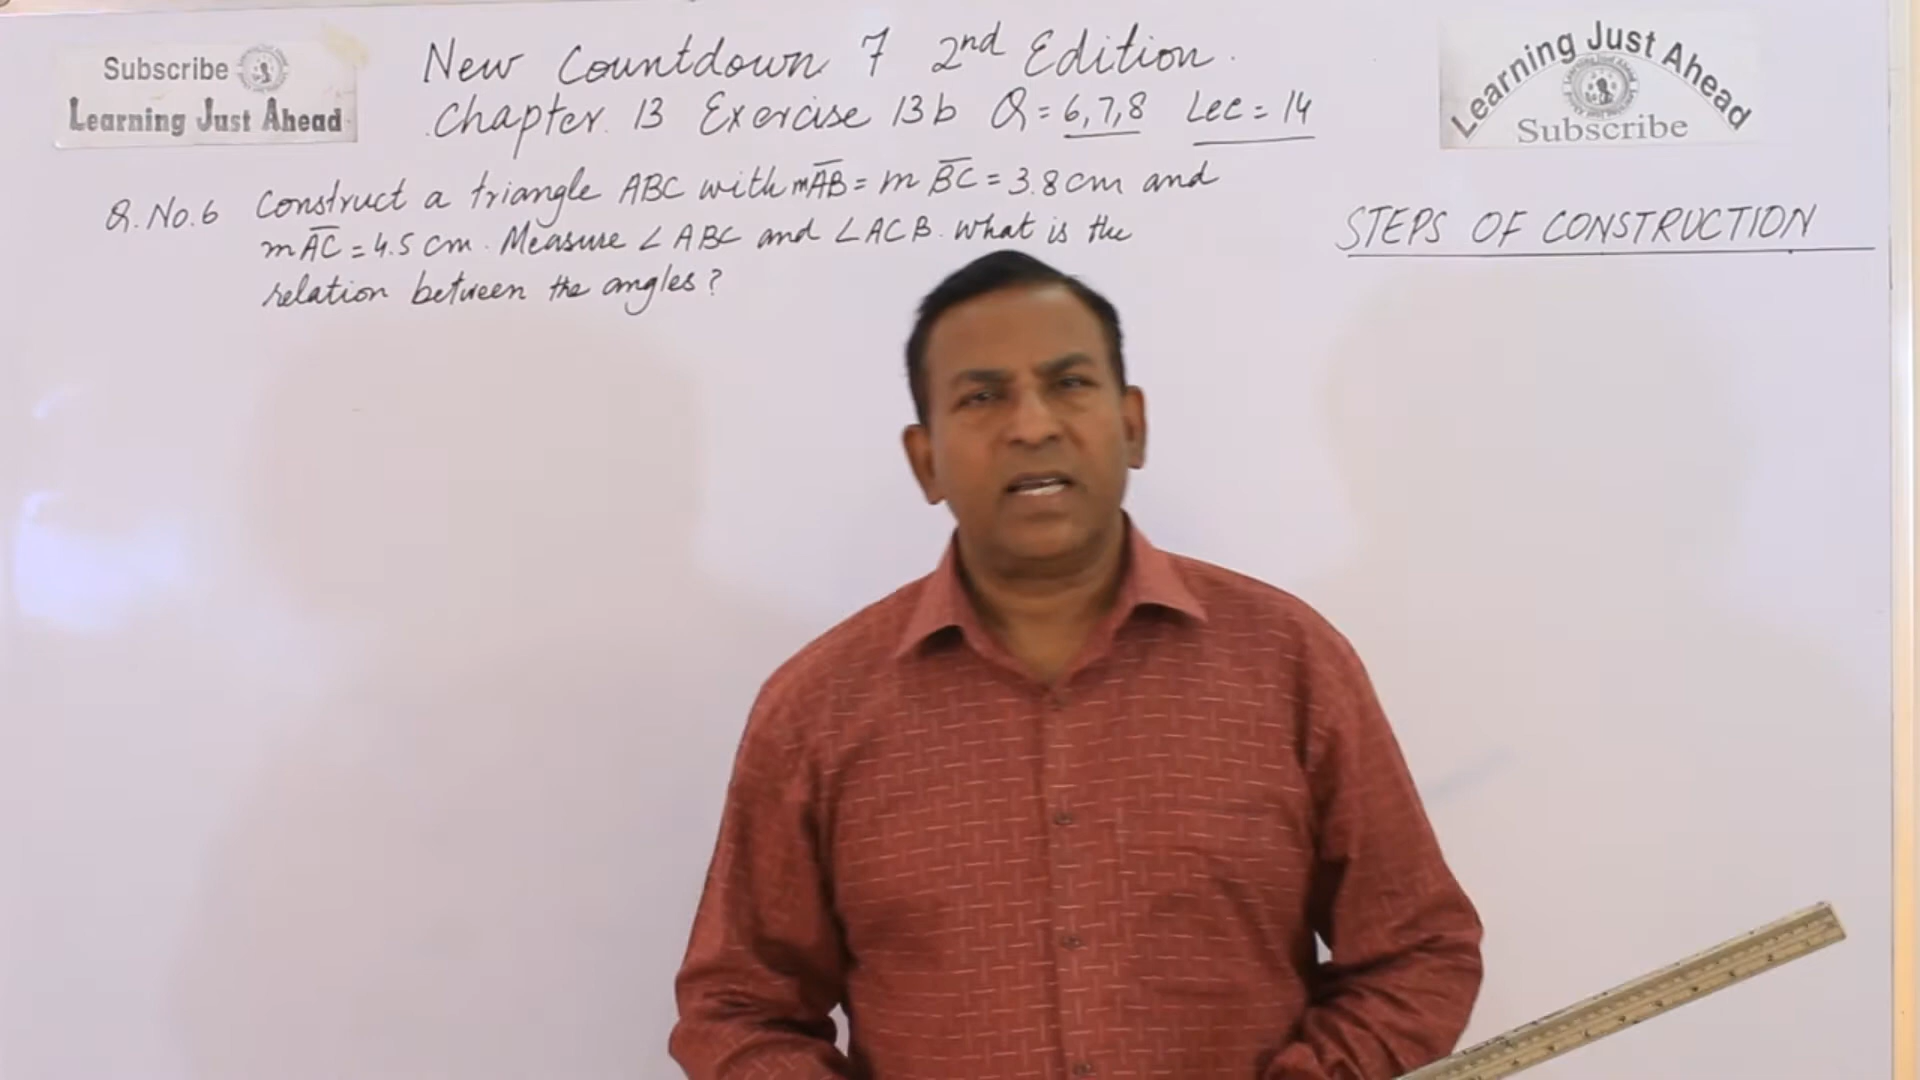 Subscribe
Learning Just Ahead
New Countdown 7 2nd Edition.
Chapter 13 Exercise 13b Q = 6,7,8 Lec = 14
Learning Just Ahead
Subscribe
Q. No. 6 Construct a triangle ABC with mAB̅ = m BC̅ = 3.8 cm and
mAC̅ = 4.5 cm. Measure ∠ABC and ∠ACB. What is the
relation between the angles?
STEPS OF CONSTRUCTION